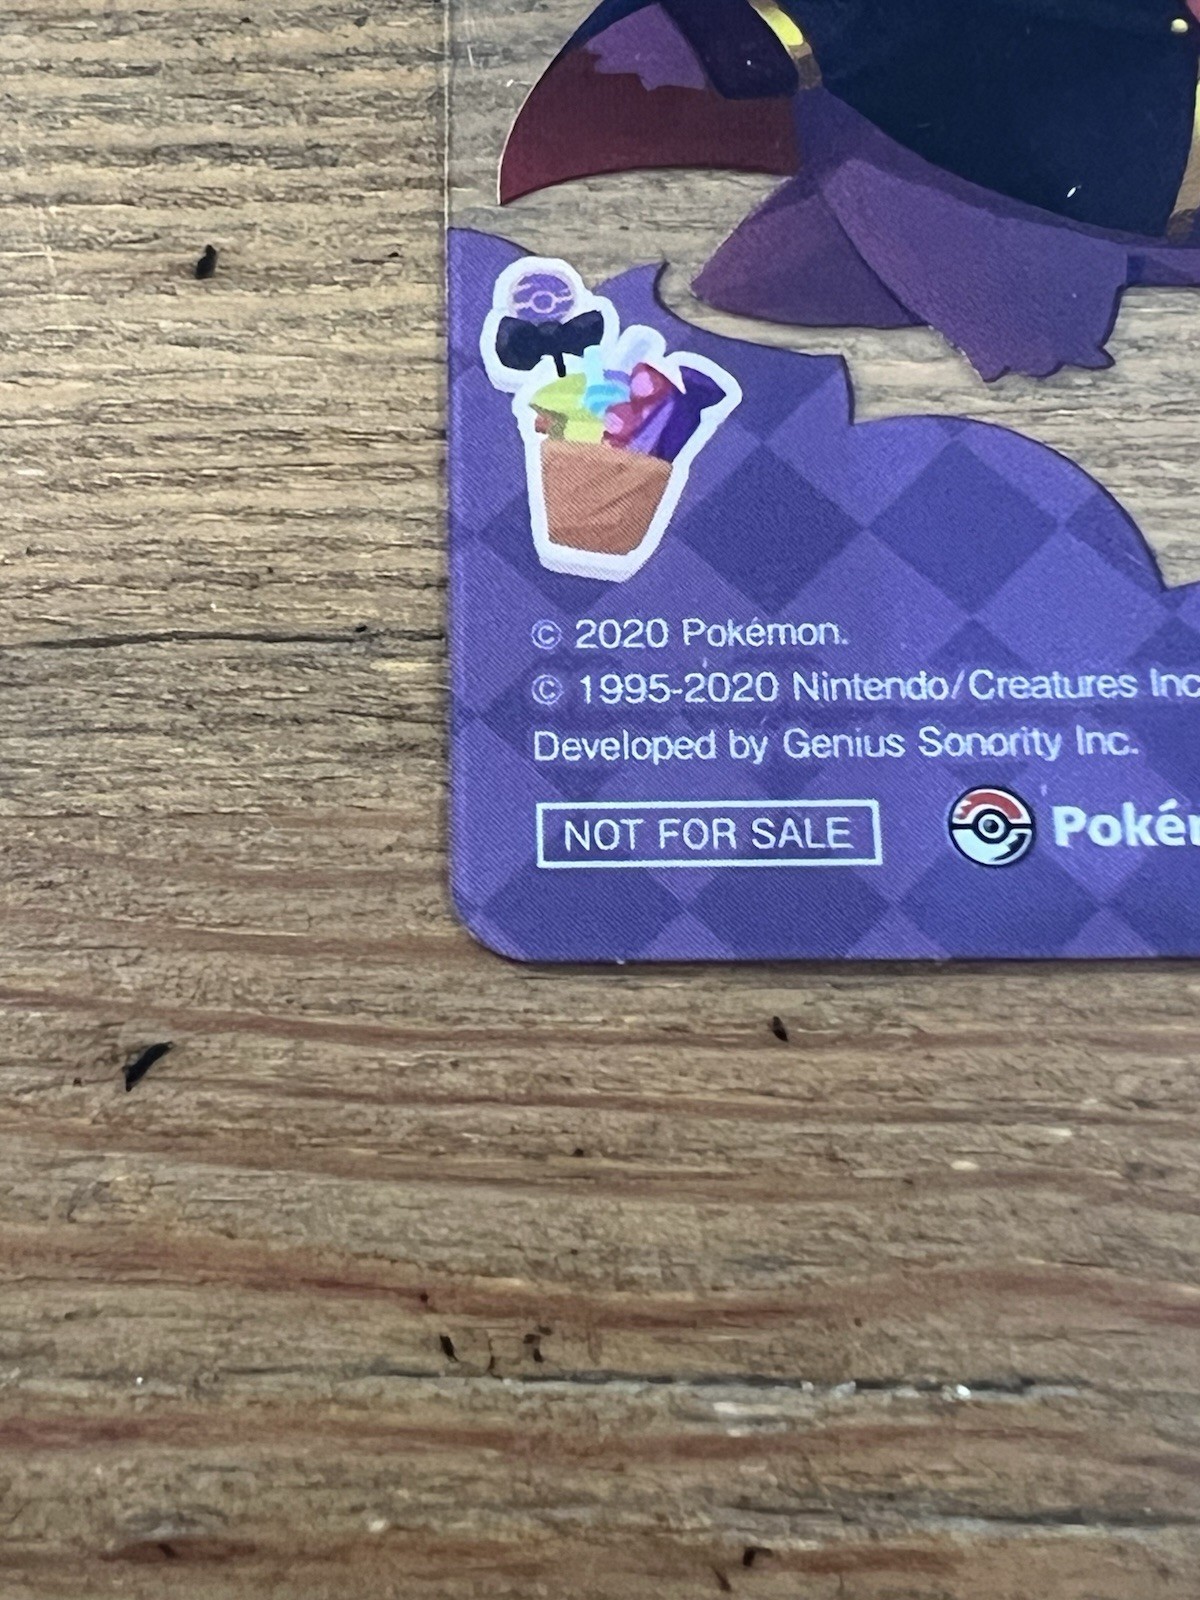 © 2020 Pokémon.
© 1995-2020 Nintendo/Creatures Inc
Developed by Genius Sonority Inc.
NOT FOR SALE